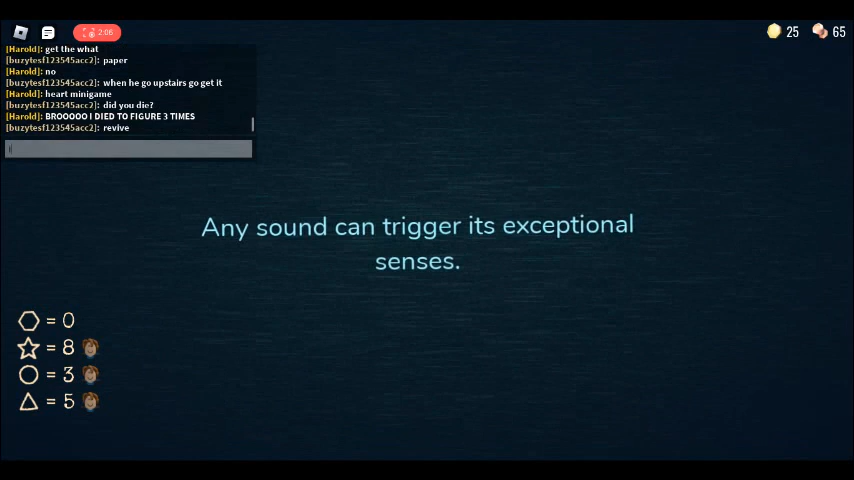 2:06
25
65
[Harold]: get the what
[buzytesf123545acc2]: paper
[Harold]: no
[buzytesf123545acc2]: when he go upstairs go get it
[Harold]: heart minigame
[buzytesf123545acc2]: did you die?
[Harold]: BROOOOO I DIED TO FIGURE 3 TIMES
[buzytesf123545acc2]: revive
Any sound can trigger its exceptional
senses.
= 0
= 8
= 3
= 5